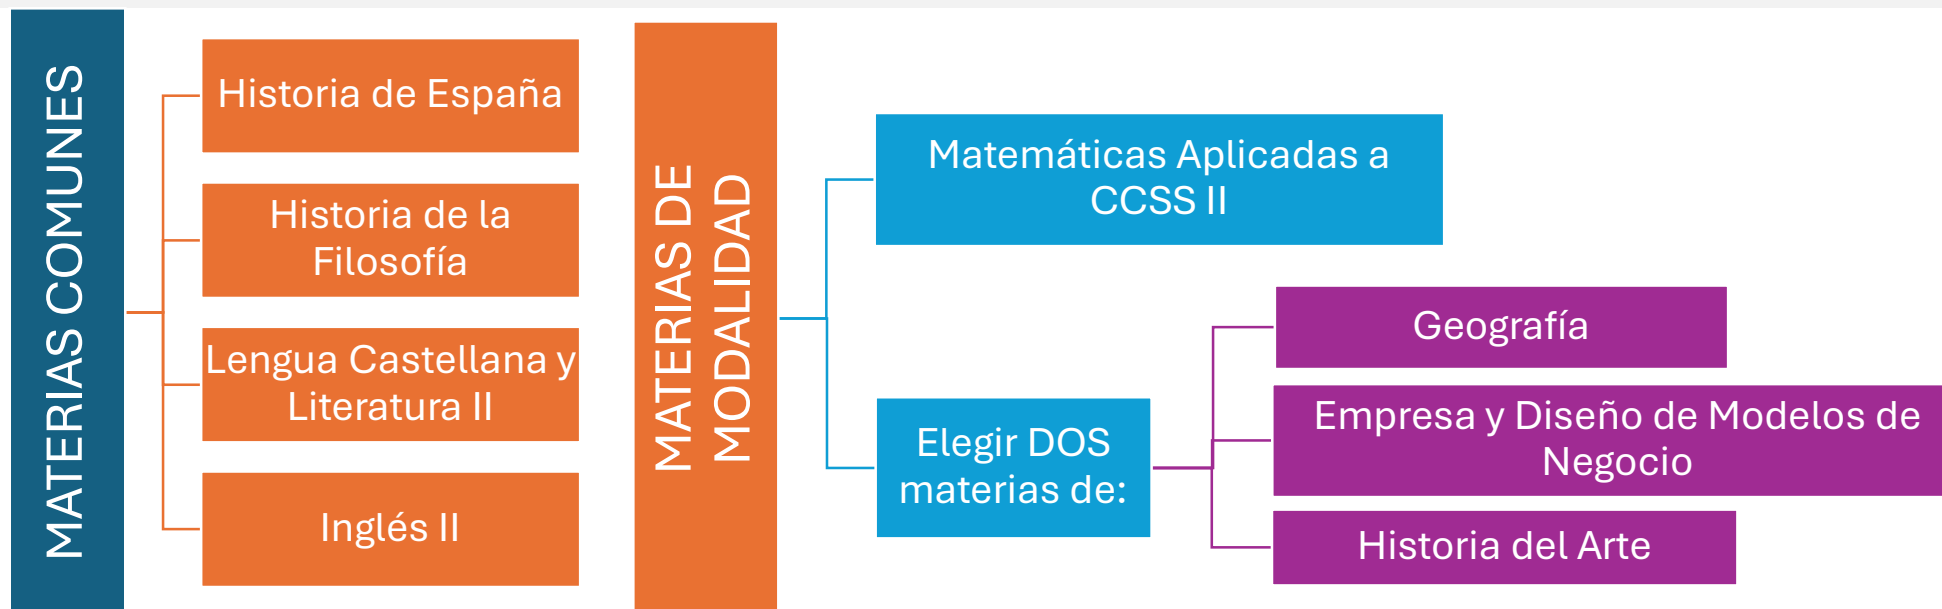 MATERIAS COMUNES
Historia de España
Historia de la
Filosofía
Lengua Castellana y
Literatura II
Inglés II
MATERIAS DE
MODALIDAD
Matemáticas Aplicadas a
CCSS II
Elegir DOS
materias de:
Geografía
Empresa y Diseño de Modelos de
Negocio
Historia del Arte